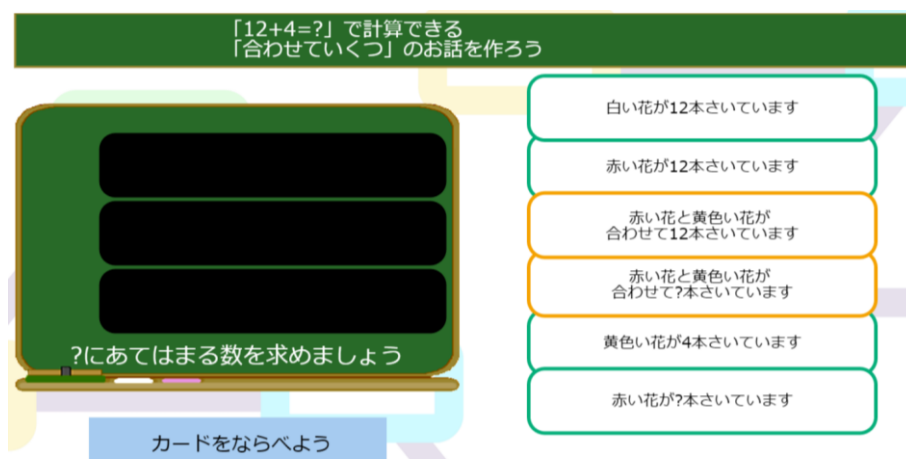 「12+4=?」で計算できる
「合わせていくつ」のお話を作ろう
?にあてはまる数を求めましょう
カードをならべよう
白い花が12本さいています
赤い花が12本さいています
赤い花と黄色い花が
合わせて12本さいています
赤い花と黄色い花が
合わせて?本さいています
黄色い花が4本さいています
赤い花が?本さいています